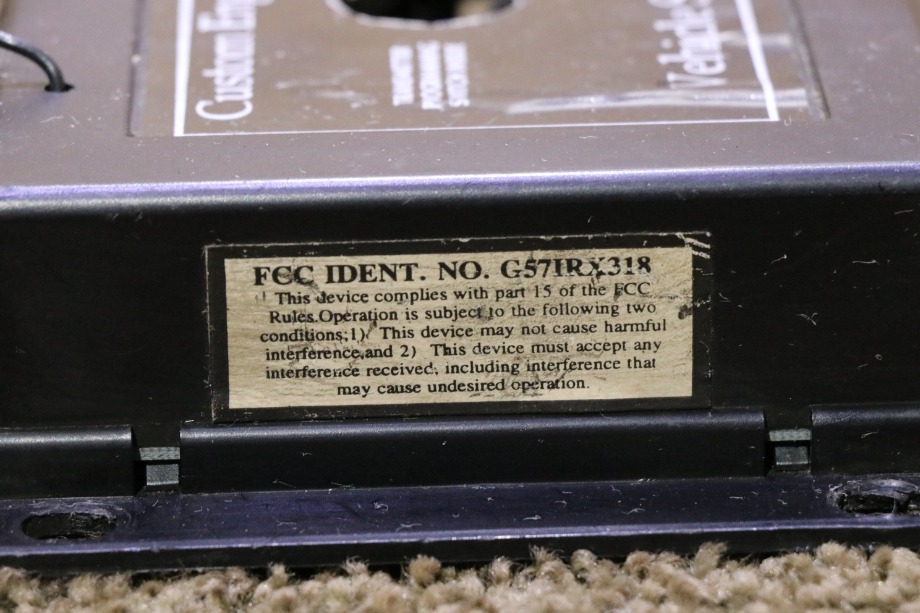 Custom
Vehicle
FCC IDENT. NO. G57IRX318
This device complies with part 15 of the FCC
Rules.Operation is subject to the following two
conditions;1) This device may not cause harmful
interference,and 2) This device must accept any
interference received, including interference that
may cause undesired operation.